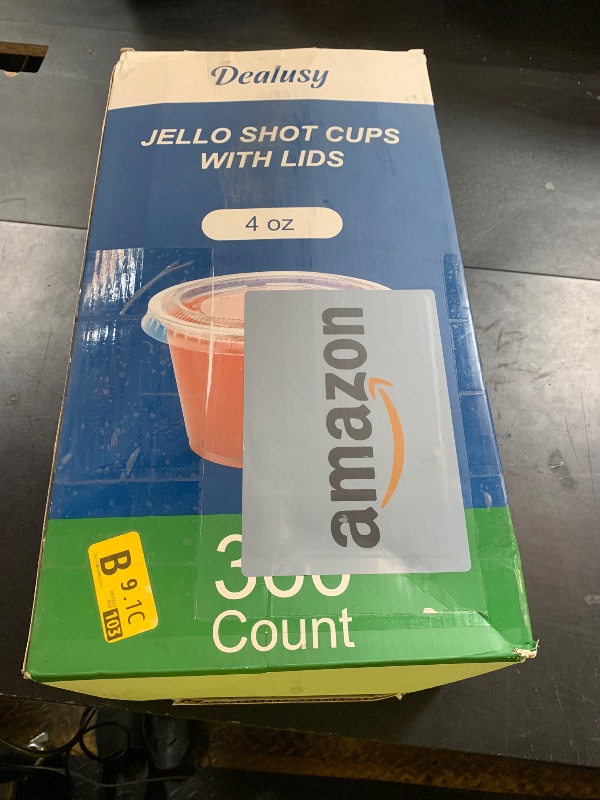 Dealusy
JELLO SHOT CUPS
WITH LIDS
4 oz
amazon
Count
B 9.1C
103